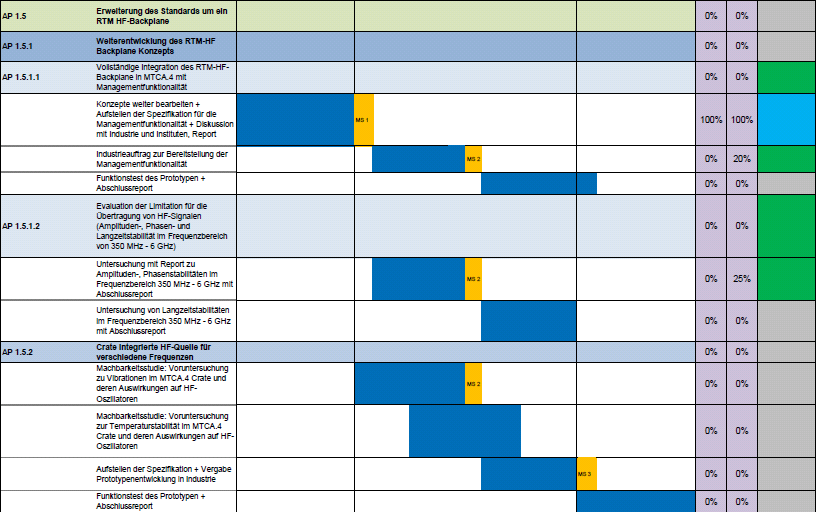 AP 1.5
Erweiterung des Standards um ein
RTM HF-Backplane
0% 0%
AP 1.5.1
Weiterentwicklung des RTM-HF
Backplane Konzepts
0% 0%
AP 1.5.1.1
Vollständige Integration des RTM-HF-
Backplane in MTCA.4 mit
Managementfunktionalität
0% 0%
Konzepte weiter bearbeiten +
Aufstellen der Spezifikation für die
Managementfunktionalität + Diskussion
mit Industrie und Instituten, Report
MS 1
100% 100%
Industrieauftrag zur Bereitstellung der
Managementfunktionalität
MS 2
0% 20%
Funktionstest des Prototypen +
Abschlussreport
0% 0%
AP 1.5.1.2
Evaluation der Limitation für die
Übertragung von HF-Signalen
(Amplituden-, Phasen- und
Langzeitstabilität im Frequenzbereich
von 350 MHz - 6 GHz)
0% 0%
Untersuchung mit Report zu
Amplituden-, Phasenstabilitäten im
Frequenzbereich 350 MHz - 6 GHz mit
Abschlussreport
MS 2
0% 25%
Untersuchung von Langzeitstabilitäten
im Frequenzbereich 350 MHz - 6 GHz
mit Abschlussreport
0% 0%
AP 1.5.2
Crate integrierte HF-Quelle für
verschiedene Frequenzen
0% 0%
Machbarkeitsstudie: Voruntersuchung
zu Vibrationen im MTCA.4 Crate und
deren Auswirkungen auf HF-
Oszillatoren
MS 2
0% 0%
Machbarkeitsstudie: Voruntersuchung
zur Temperaturstabilität im MTCA.4
Crate und deren Auswirkungen auf HF-
Oszillatoren
0% 0%
Aufstellen der Spezifikation + Vergabe
Prototypenentwicklung in Industrie
MS 3
0% 0%
Funktionstest des Prototypen +
Abschlussreport
0% 0%